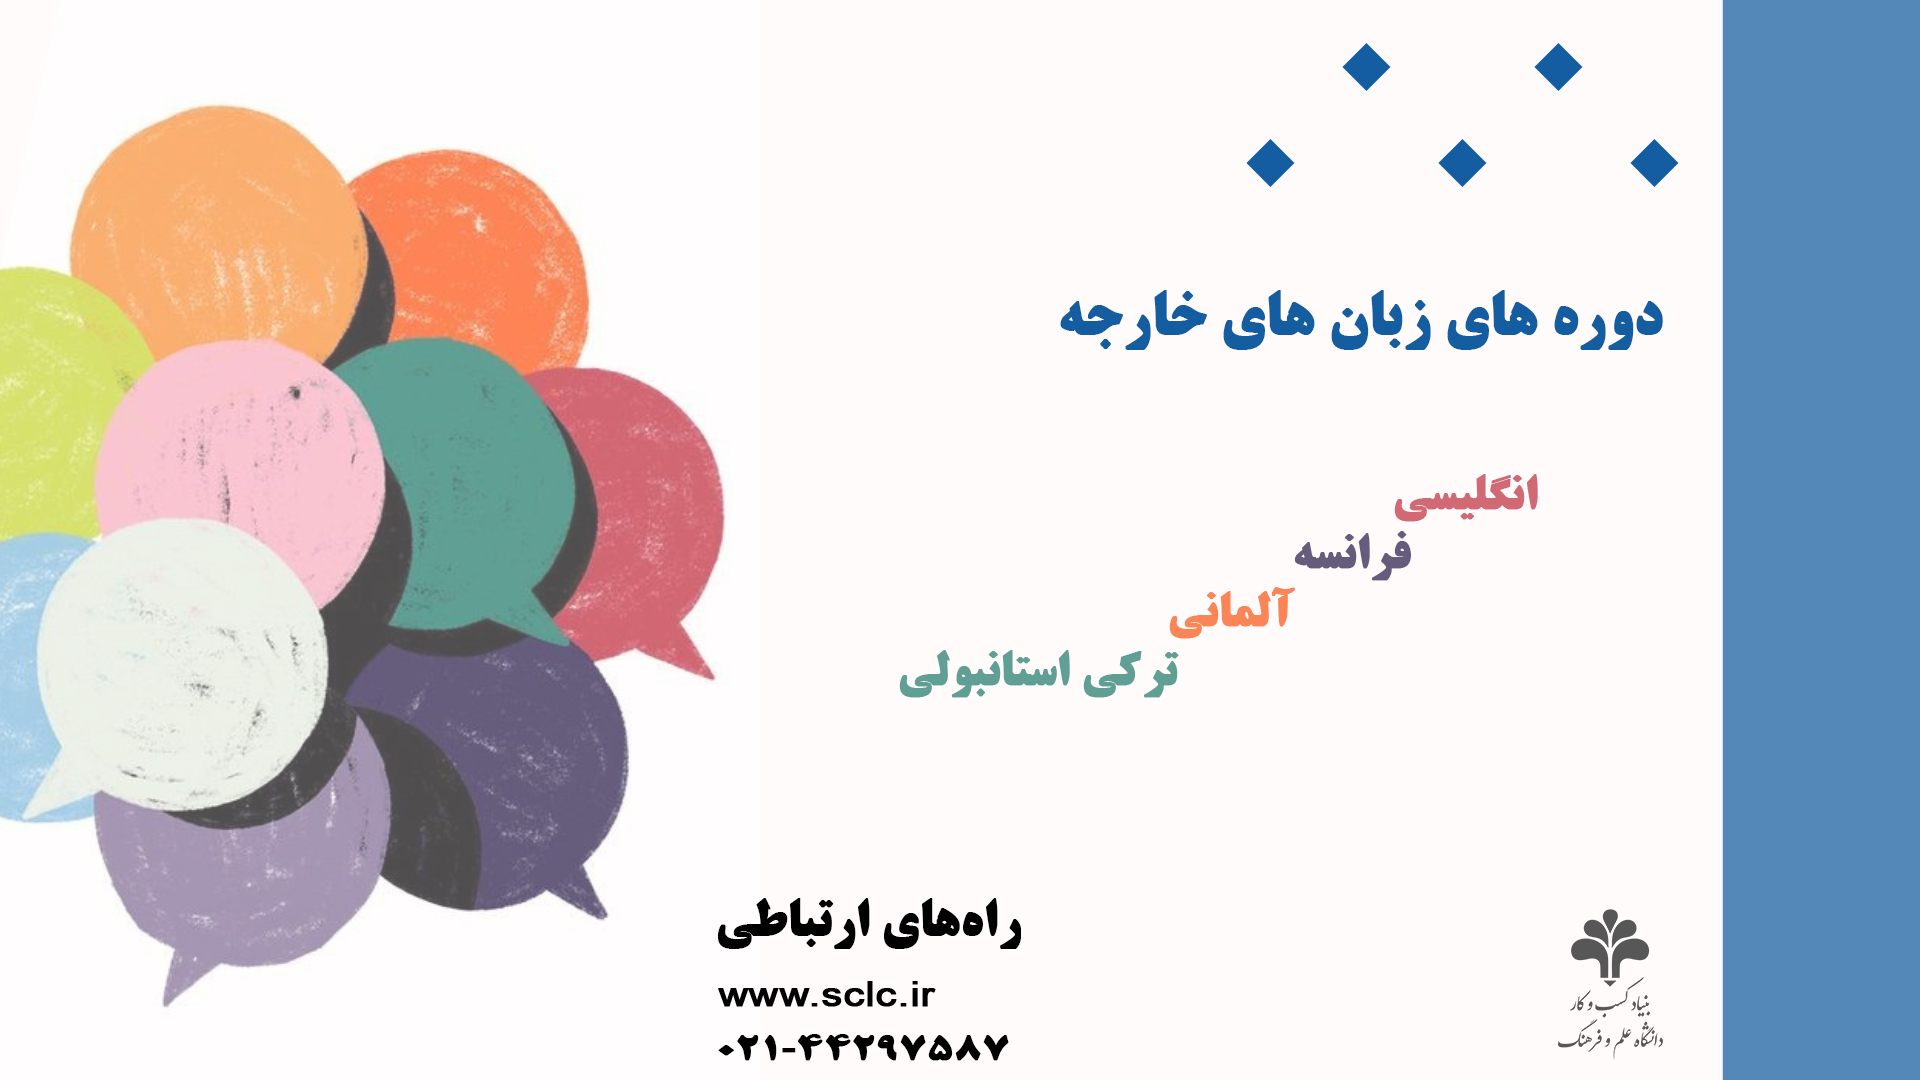 دوره های زبان های خارجه
انگلیسی
فرانسه
آلمانی
ترکی استانبولی
راه‌های ارتباطی
www.sclc.ir
۰۲۱-۴۴۲۹۷۵۸۷
بنیاد کسب و کار
دانشگاه علم و فرهنگ